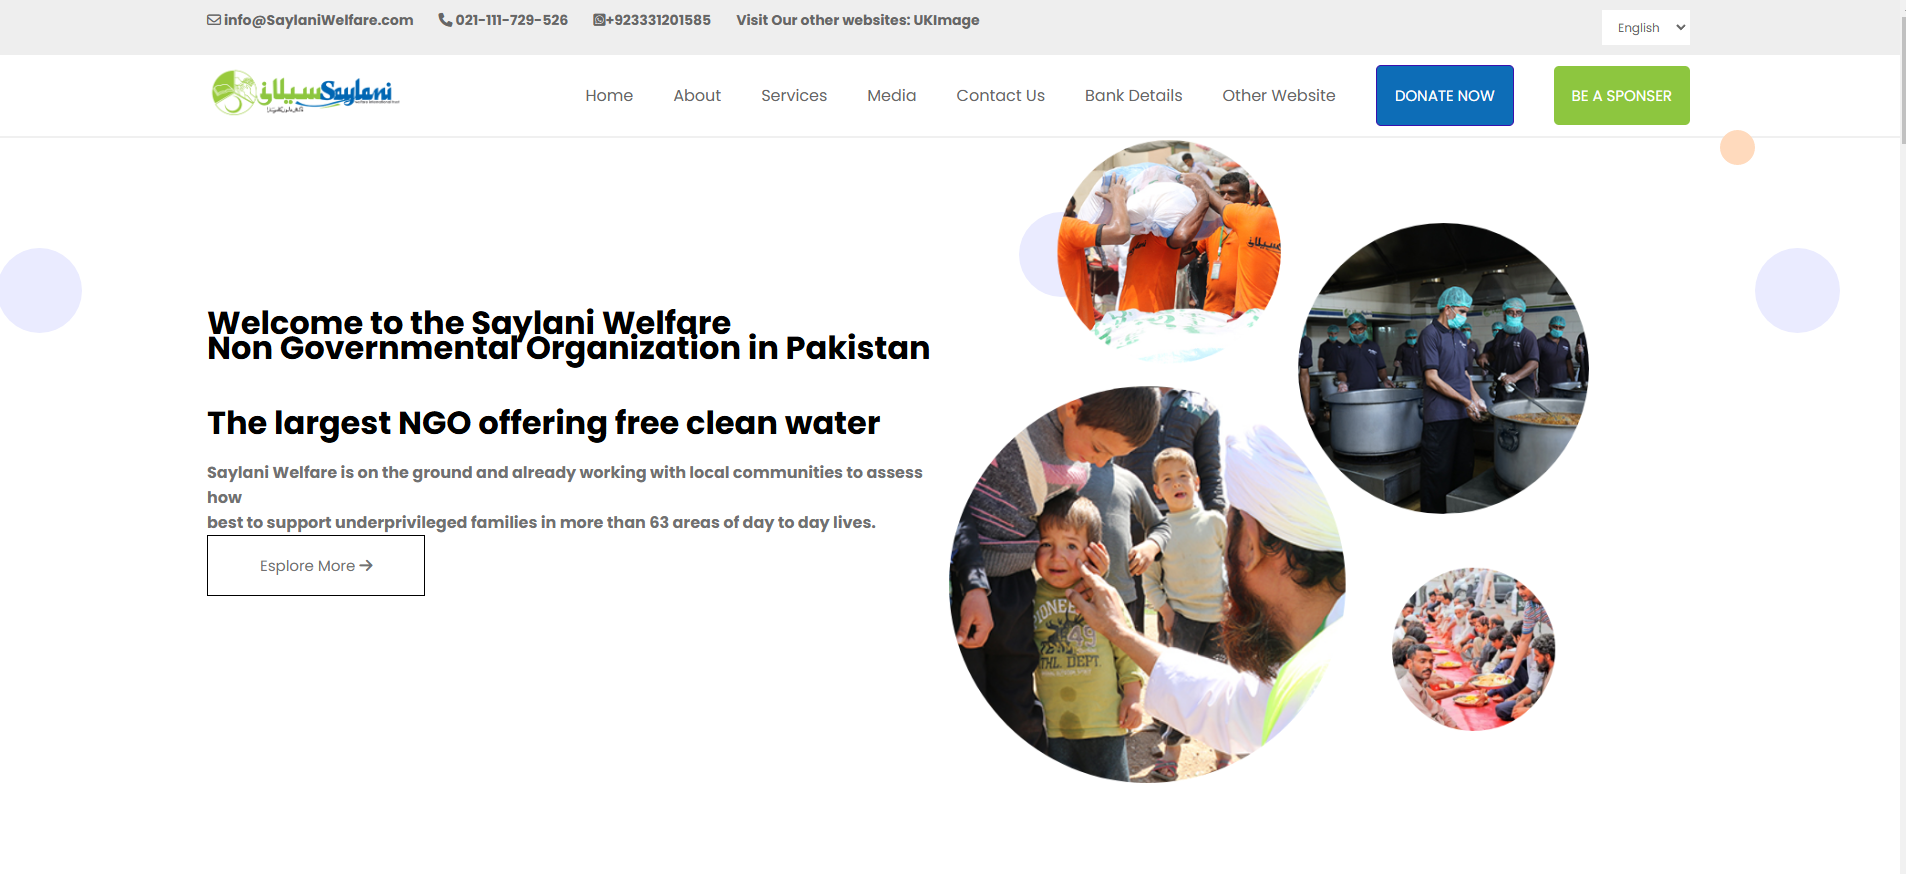 info@SaylaniWelfare.com 021-111-729-526 +923331201585 Visit Our other websites: UKImage
English
سیلانی Saylani
Home About Services Media Contact Us Bank Details Other Website DONATE NOW BE A SPONSER
Welcome to the Saylani Welfare
Non Governmental Organization in Pakistan
The largest NGO offering free clean water
Saylani Welfare is on the ground and already working with local communities to assess
how
best to support underprivileged families in more than 63 areas of day to day lives.
Esplore More
49